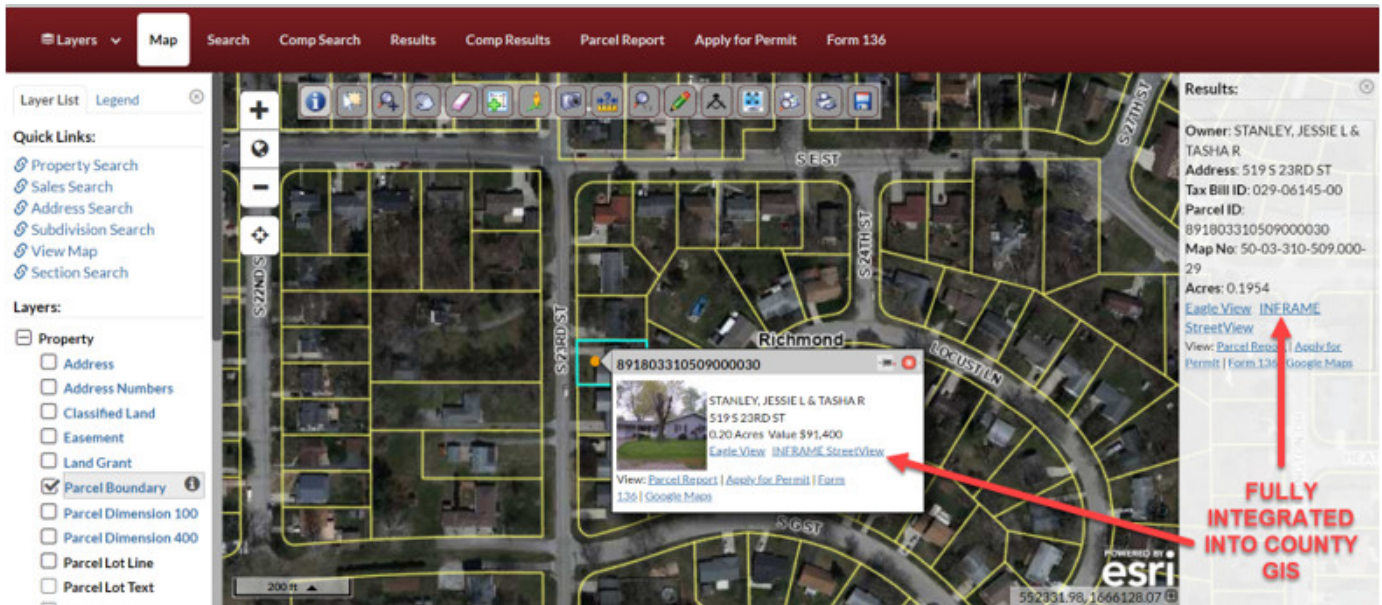 Layers Map Search Comp Search Results Comp Results Parcel Report Apply for Permit Form 136
Layer List Legend
Quick Links:
Property Search
Sales Search
Address Search
Subdivision Search
View Map
Section Search
Layers:
Property
Address
Address Numbers
Classified Land
Easement
Land Grant
Parcel Boundary
Parcel Dimension 100
Parcel Dimension 400
Parcel Lot Line
Parcel Lot Text
S 27TH ST
S E ST
S 24TH ST
S 22ND S
S 23RD ST
Richmond
LOCUST LN
S G ST
891803310509000030
STANLEY, JESSIE L & TASHA R
519 S 23RD ST
0.20 Acres Value $91,400
Eagle View INFRAME StreetView
View: Parcel Report | Apply for Permit | Form
136 | Google Maps
200 ft
POWERED BY
esri
552331.98, 1666128.07
Results:
Owner: STANLEY, JESSIE L &
TASHA R
Address: 519 S 23RD ST
Tax Bill ID: 029-06145-00
Parcel ID:
891803310509000030
Map No: 50-03-310-509.000-
29
Acres: 0.1954
Eagle View INFRAME
StreetView
View: Parcel Report | Apply for
Permit | Form 136 | Google Maps
FULLY
INTEGRATED
INTO COUNTY
GIS